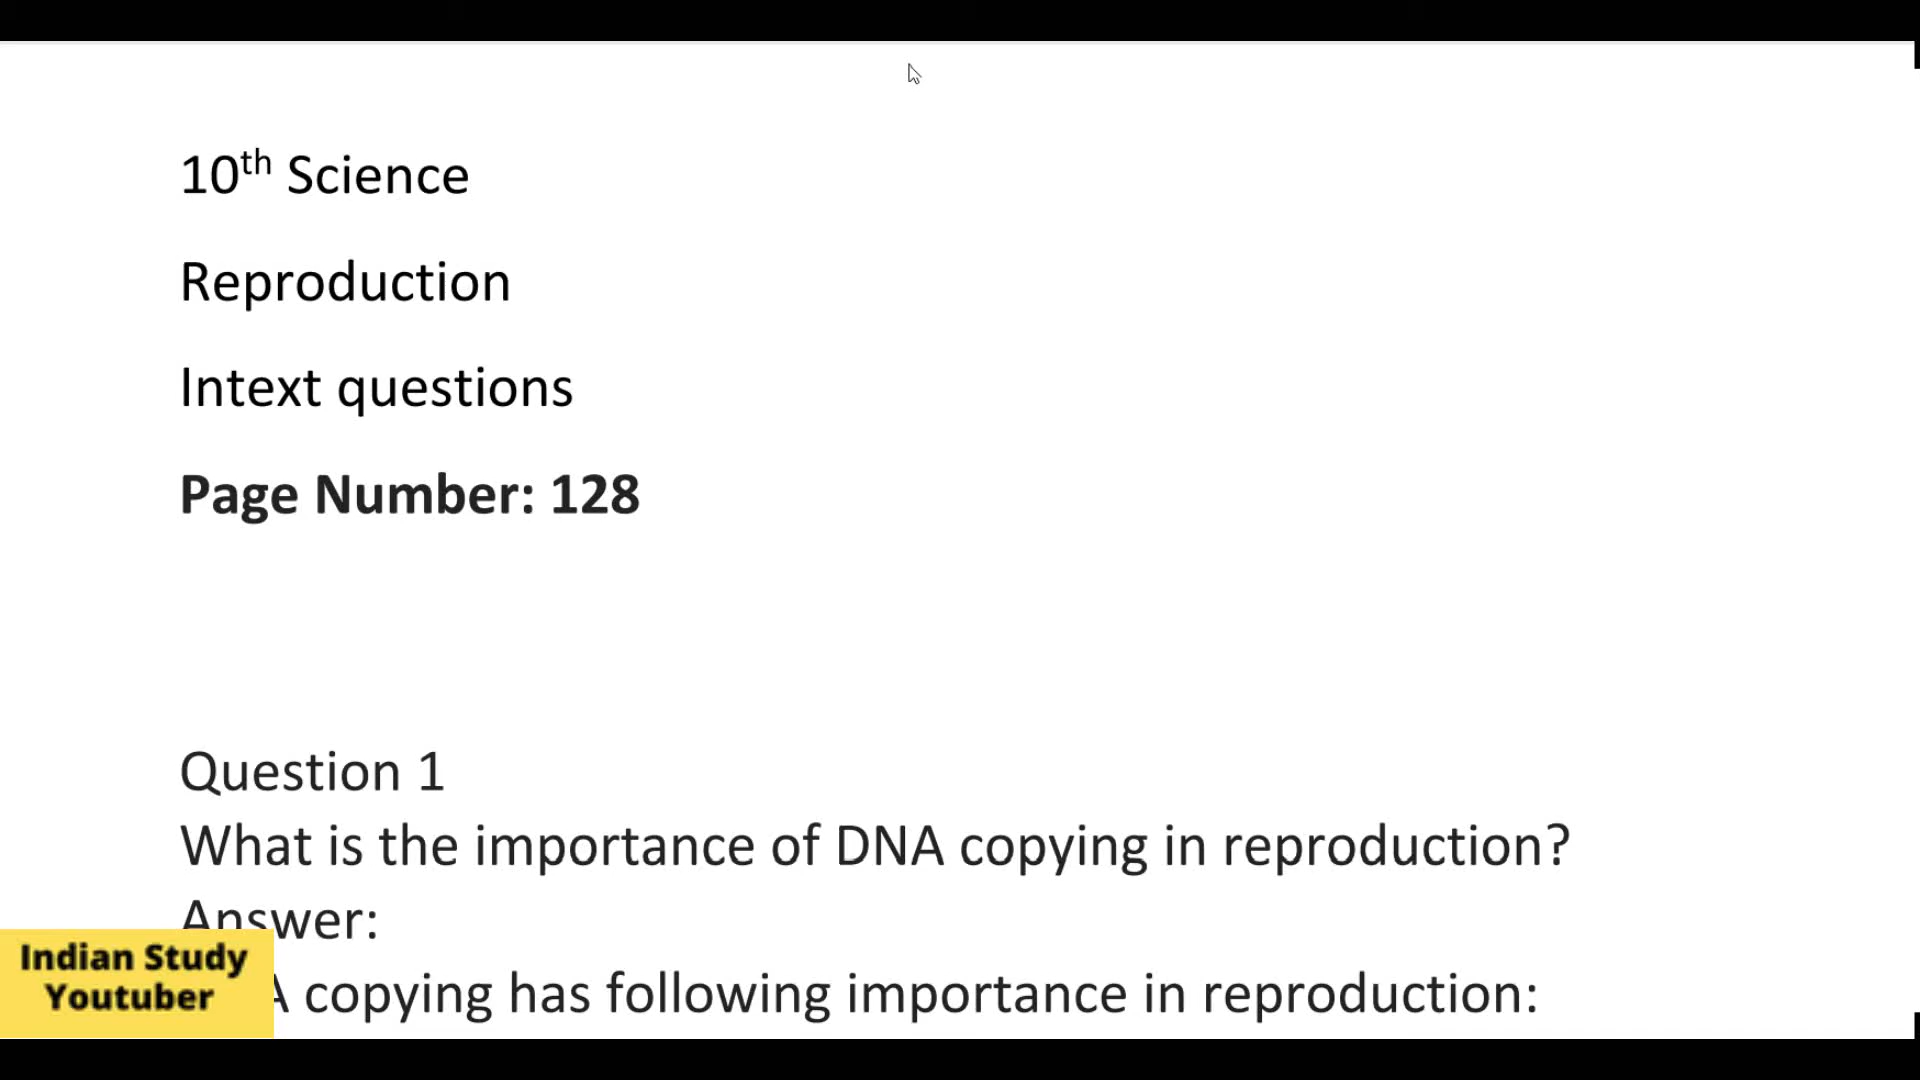 10th Science
Reproduction
Intext questions
Page Number: 128
Question 1
What is the importance of DNA copying in reproduction?
Answer:
A copying has following importance in reproduction:
Indian Study
Youtuber